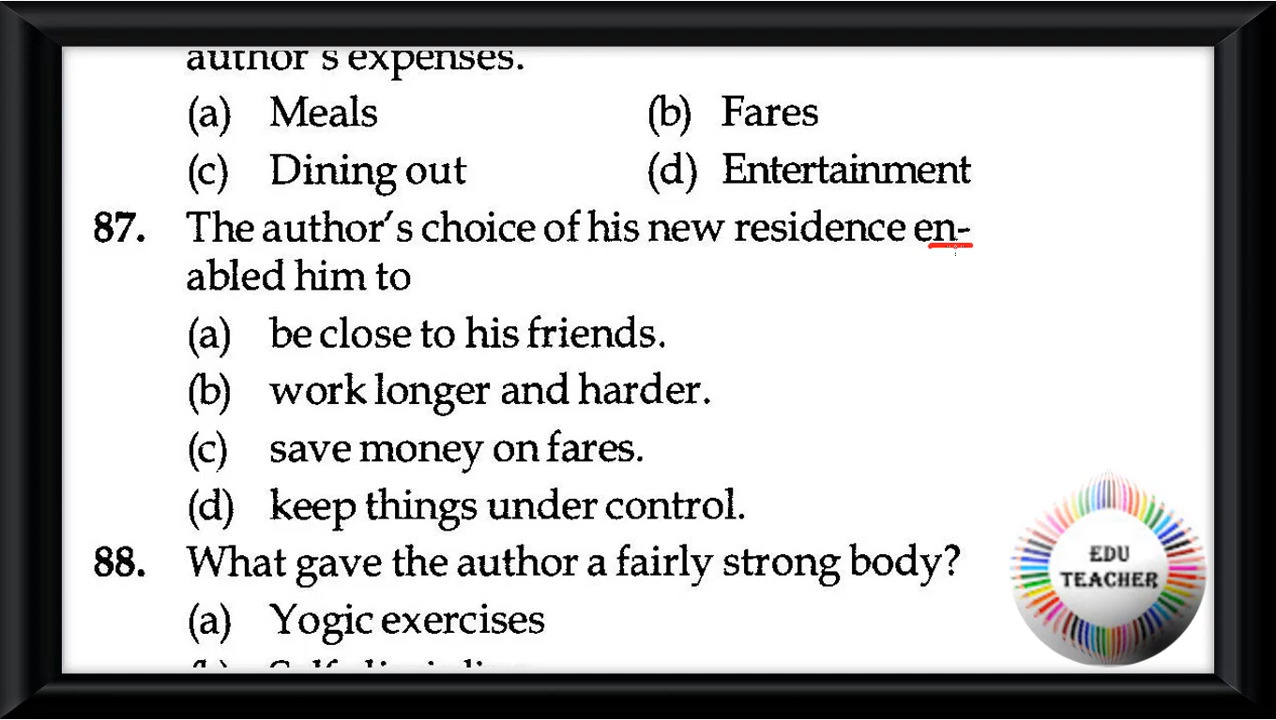 author's expenses.
(a) Meals (b) Fares
(c) Dining out (d) Entertainment
87. The author's choice of his new residence en-
abled him to
(a) be close to his friends.
(b) work longer and harder.
(c) save money on fares.
(d) keep things under control.
88. What gave the author a fairly strong body?
(a) Yogic exercises
EDU
TEACHER